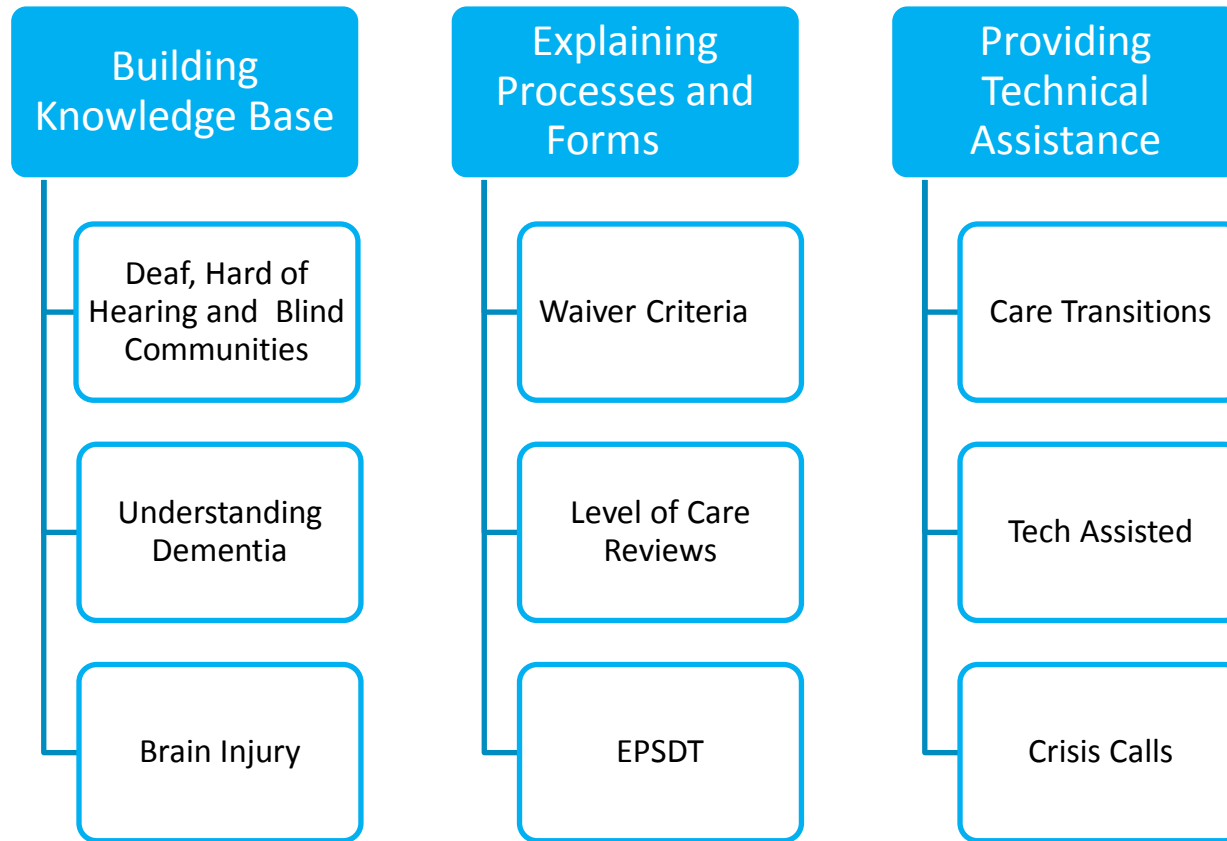 Building
Knowledge Base
Deaf, Hard of
Hearing and Blind
Communities
Understanding
Dementia
Brain Injury
Explaining
Processes and
Forms
Waiver Criteria
Level of Care
Reviews
EPSDT
Providing
Technical
Assistance
Care Transitions
Tech Assisted
Crisis Calls